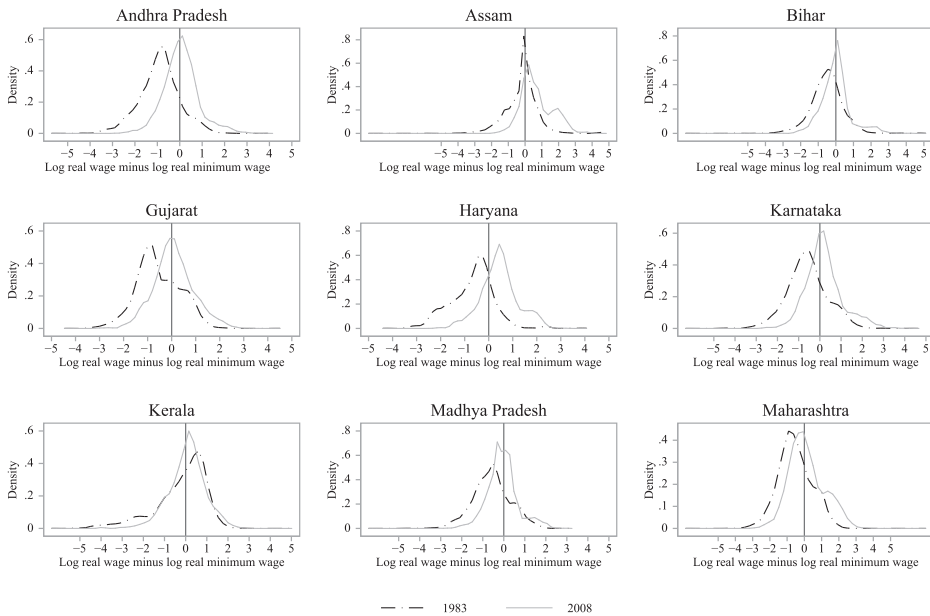 Andhra Pradesh
Density
.6
.4
.2
0
−5 −4 −3 −2 −1 0 1 2 3 4 5
Log real wage minus log real minimum wage
Assam
Density
.8
.6
.4
.2
0
−5 −4 −3 −2 −1 0 1 2 3 4 5
Log real wage minus log real minimum wage
Bihar
Density
.8
.6
.4
.2
0
−5 −4 −3 −2 −1 0 1 2 3 4 5
Log real wage minus log real minimum wage
Gujarat
Density
.6
.4
.2
0
−5 −4 −3 −2 −1 0 1 2 3 4 5
Log real wage minus log real minimum wage
Haryana
Density
.8
.6
.4
.2
0
−5 −4 −3 −2 −1 0 1 2 3 4 5
Log real wage minus log real minimum wage
Karnataka
Density
.6
.4
.2
0
−5 −4 −3 −2 −1 0 1 2 3 4 5
Log real wage minus log real minimum wage
Kerala
Density
.6
.4
.2
0
−5 −4 −3 −2 −1 0 1 2 3 4 5
Log real wage minus log real minimum wage
Madhya Pradesh
Density
.8
.6
.4
.2
0
−5 −4 −3 −2 −1 0 1 2 3 4 5
Log real wage minus log real minimum wage
Maharashtra
Density
.4
.3
.2
.1
0
−5 −4 −3 −2 −1 0 1 2 3 4 5
Log real wage minus log real minimum wage
1983 2008